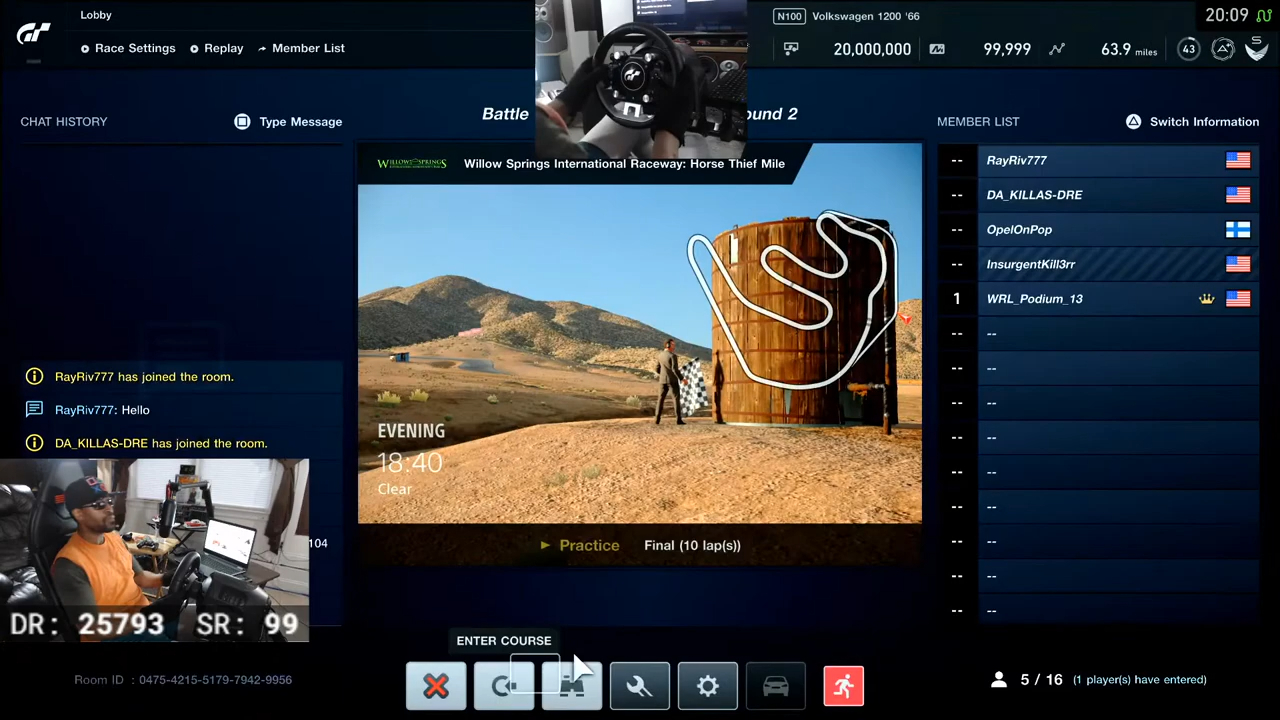 Lobby
Race Settings
Replay
Member List
N100
Volkswagen 1200 '66
20:09
20,000,000
99,999
63.9 miles
43
S
CHAT HISTORY
Type Message
Battle
ound 2
MEMBER LIST
Switch Information
WILLOW SPRINGS
Willow Springs International Raceway: Horse Thief Mile
-- RayRiv777
-- DA_KILLAS-DRE
-- OpelOnPop
-- InsurgentKill3rr
1 WRL_Podium_13
-- --
-- --
-- --
-- --
-- --
-- --
-- --
-- --
-- --
RayRiv777 has joined the room.
RayRiv777: Hello
DA_KILLAS-DRE has joined the room.
104
EVENING
18:40
Clear
Practice
Final (10 lap(s))
DR: 25793 SR: 99
ENTER COURSE
Room ID : 0475-4215-5179-7942-9956
5 / 16 (1 player(s) have entered)